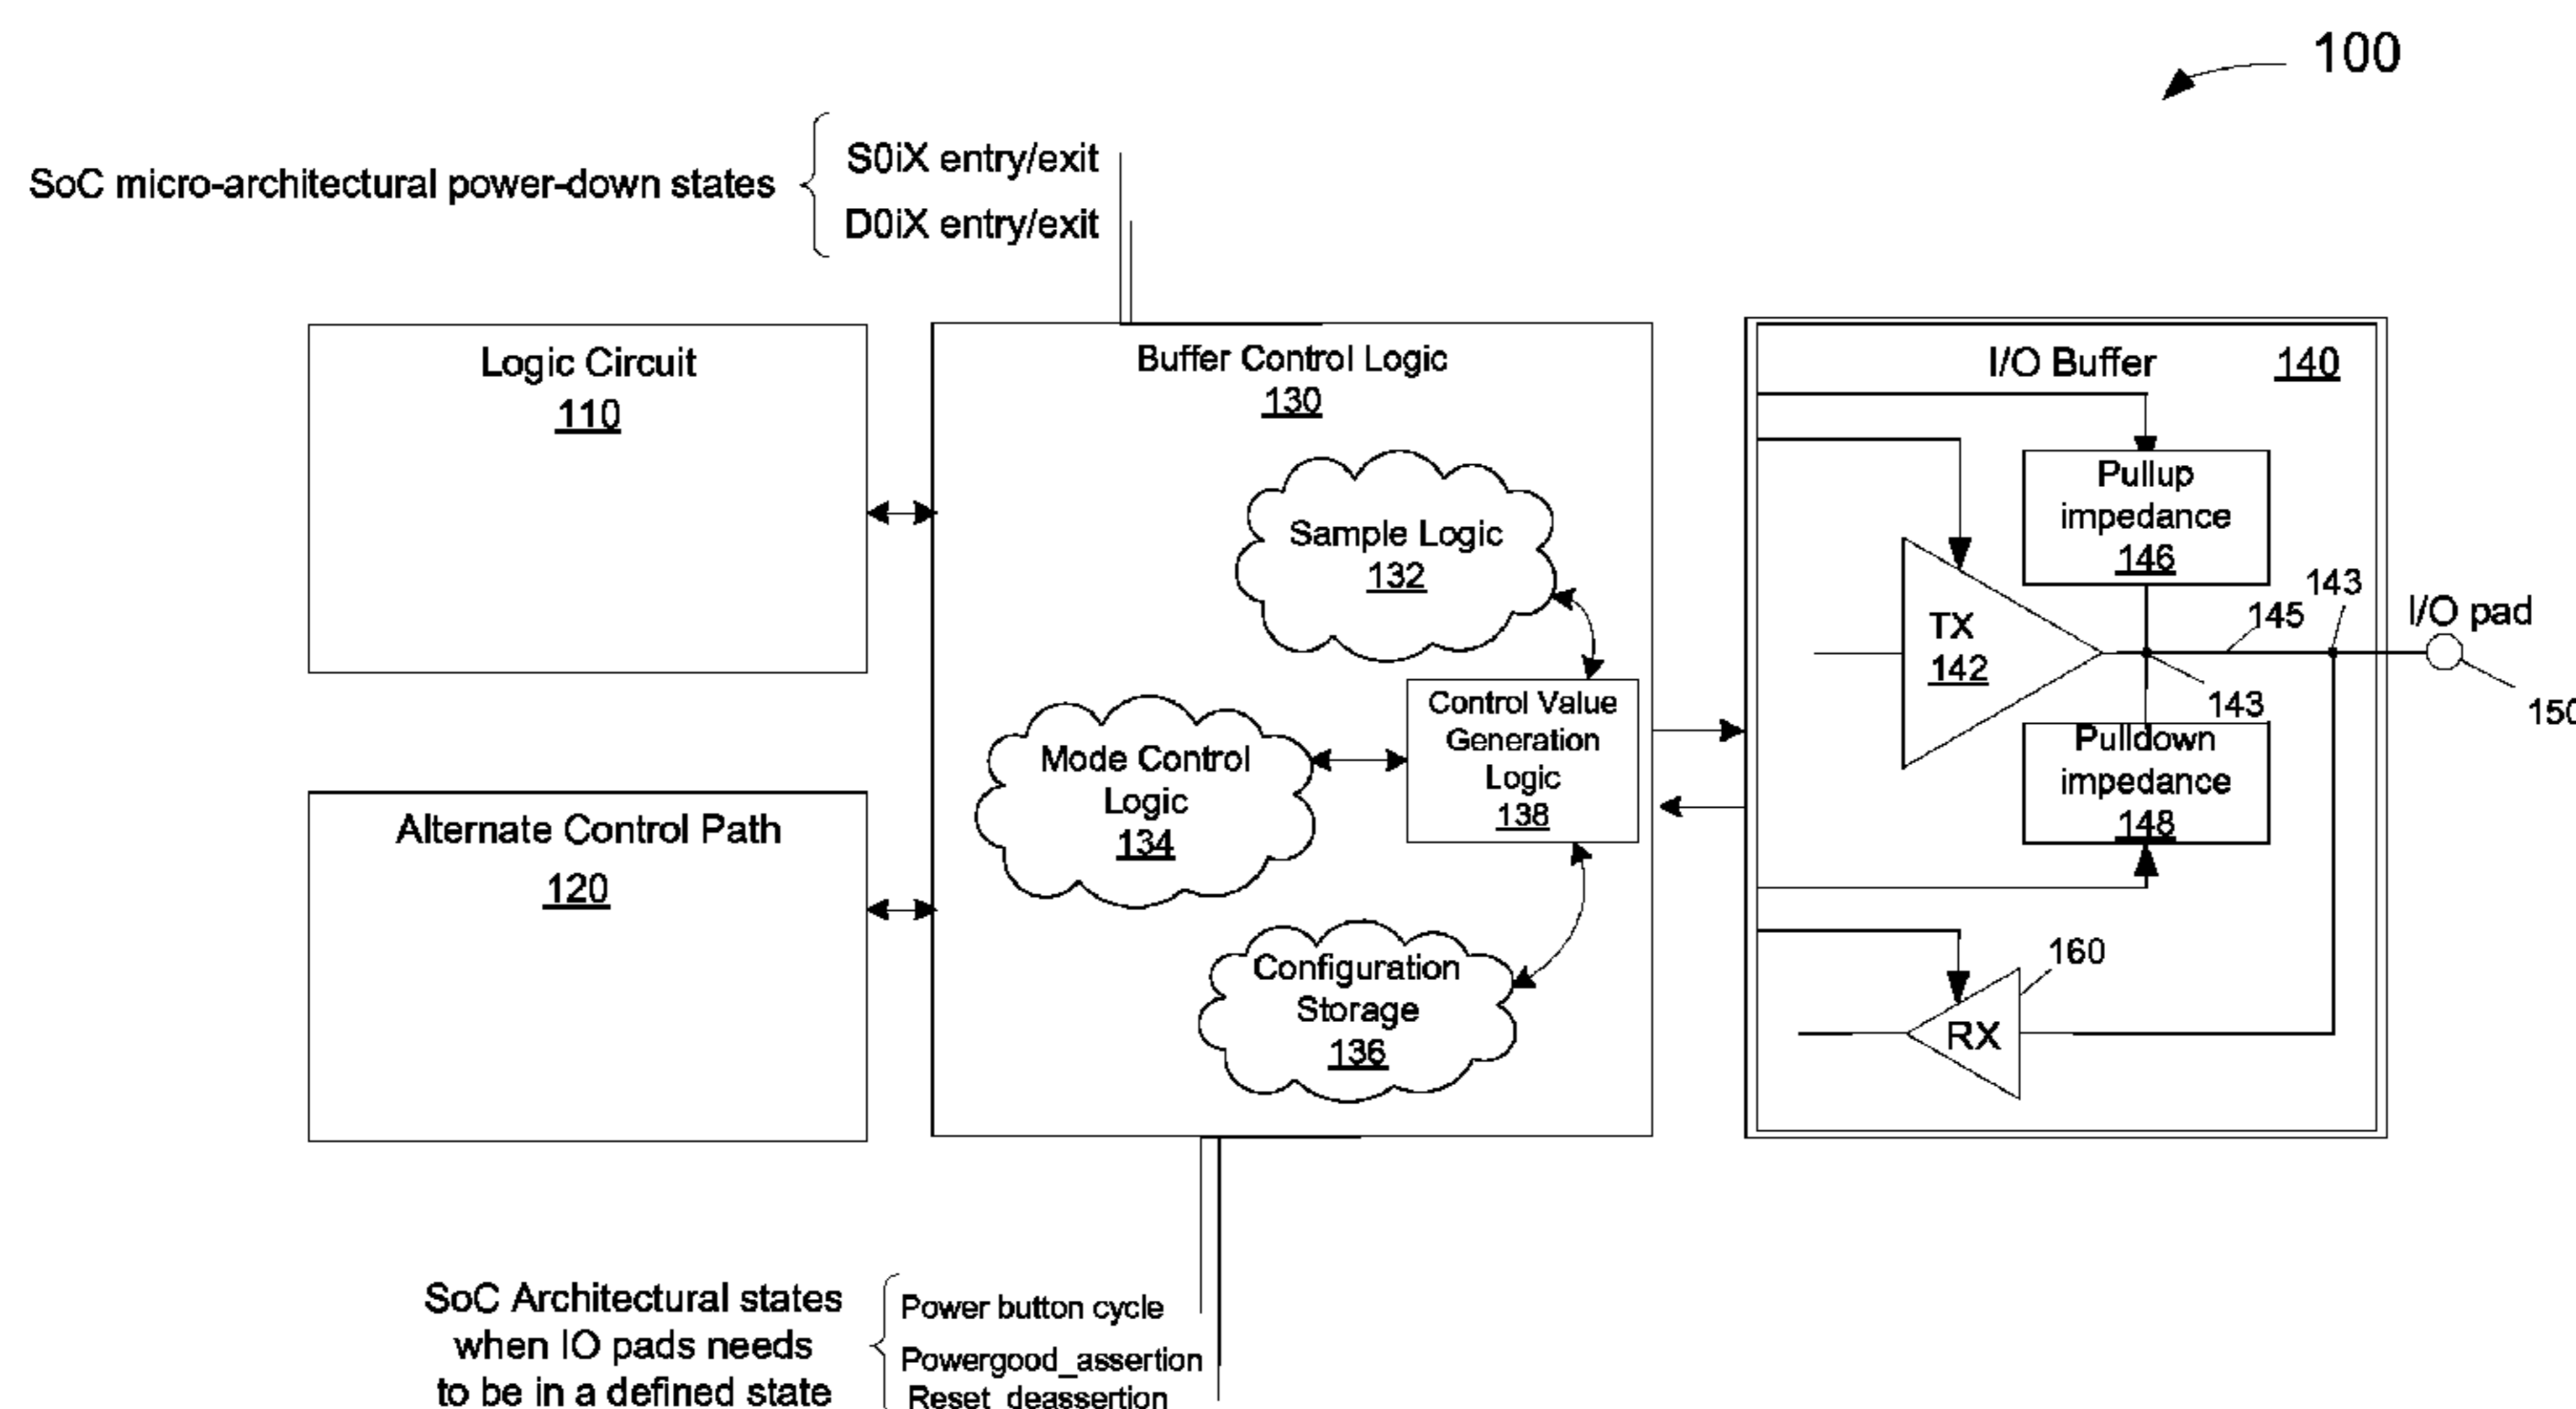 100
SoC micro-architectural power-down states
S0iX entry/exit
D0iX entry/exit
Logic Circuit
110
Alternate Control Path
120
Buffer Control Logic
130
Sample Logic
132
Mode Control
Logic
134
Control Value
Generation
Logic
138
Configuration
Storage
136
I/O Buffer
140
Pullup
impedance
146
TX
142
143
145
143
I/O pad
150
Pulldown
impedance
148
160
RX
SoC Architectural states
when IO pads needs
to be in a defined state
Power button cycle
Powergood_assertion
Reset_deassertion